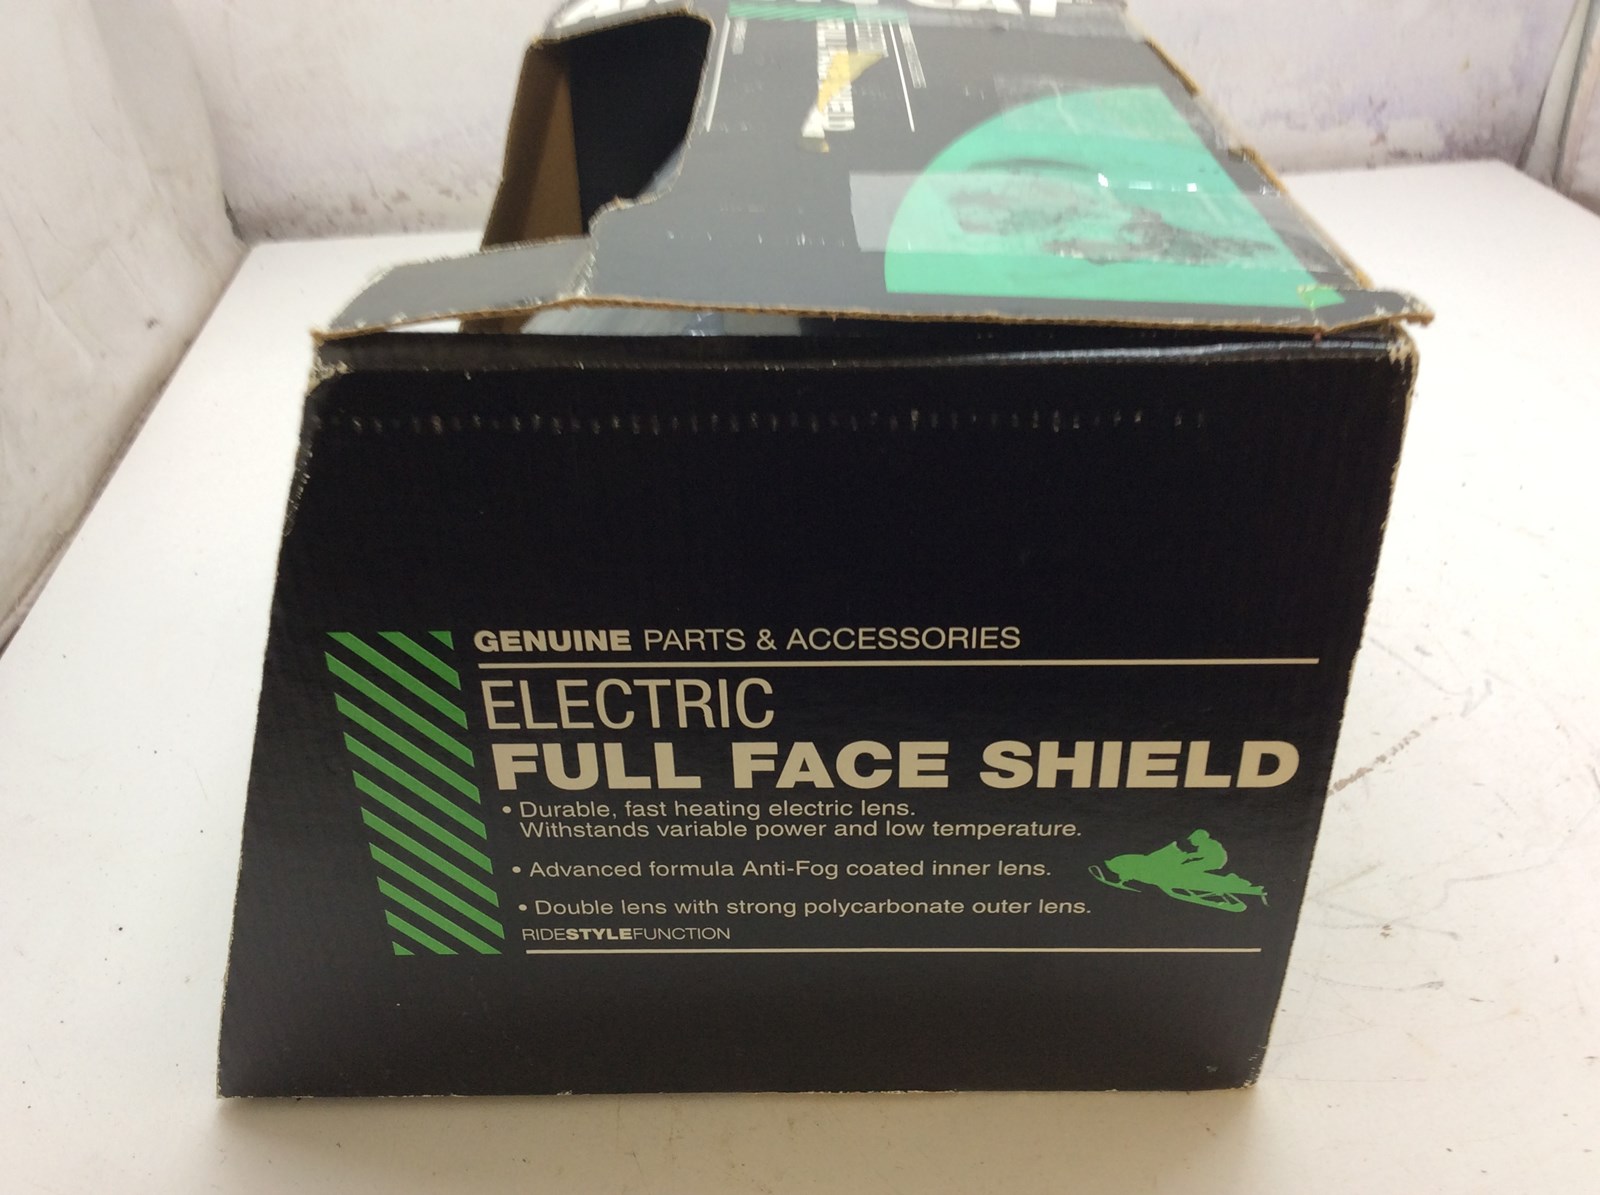 GENUINE PARTS & ACCESSORIES
ELECTRIC
FULL FACE SHIELD
• Durable, fast heating electric lens.
Withstands variable power and low temperature.
• Advanced formula Anti-Fog coated inner lens.
• Double lens with strong polycarbonate outer lens.
RIDESTYLEFUNCTION